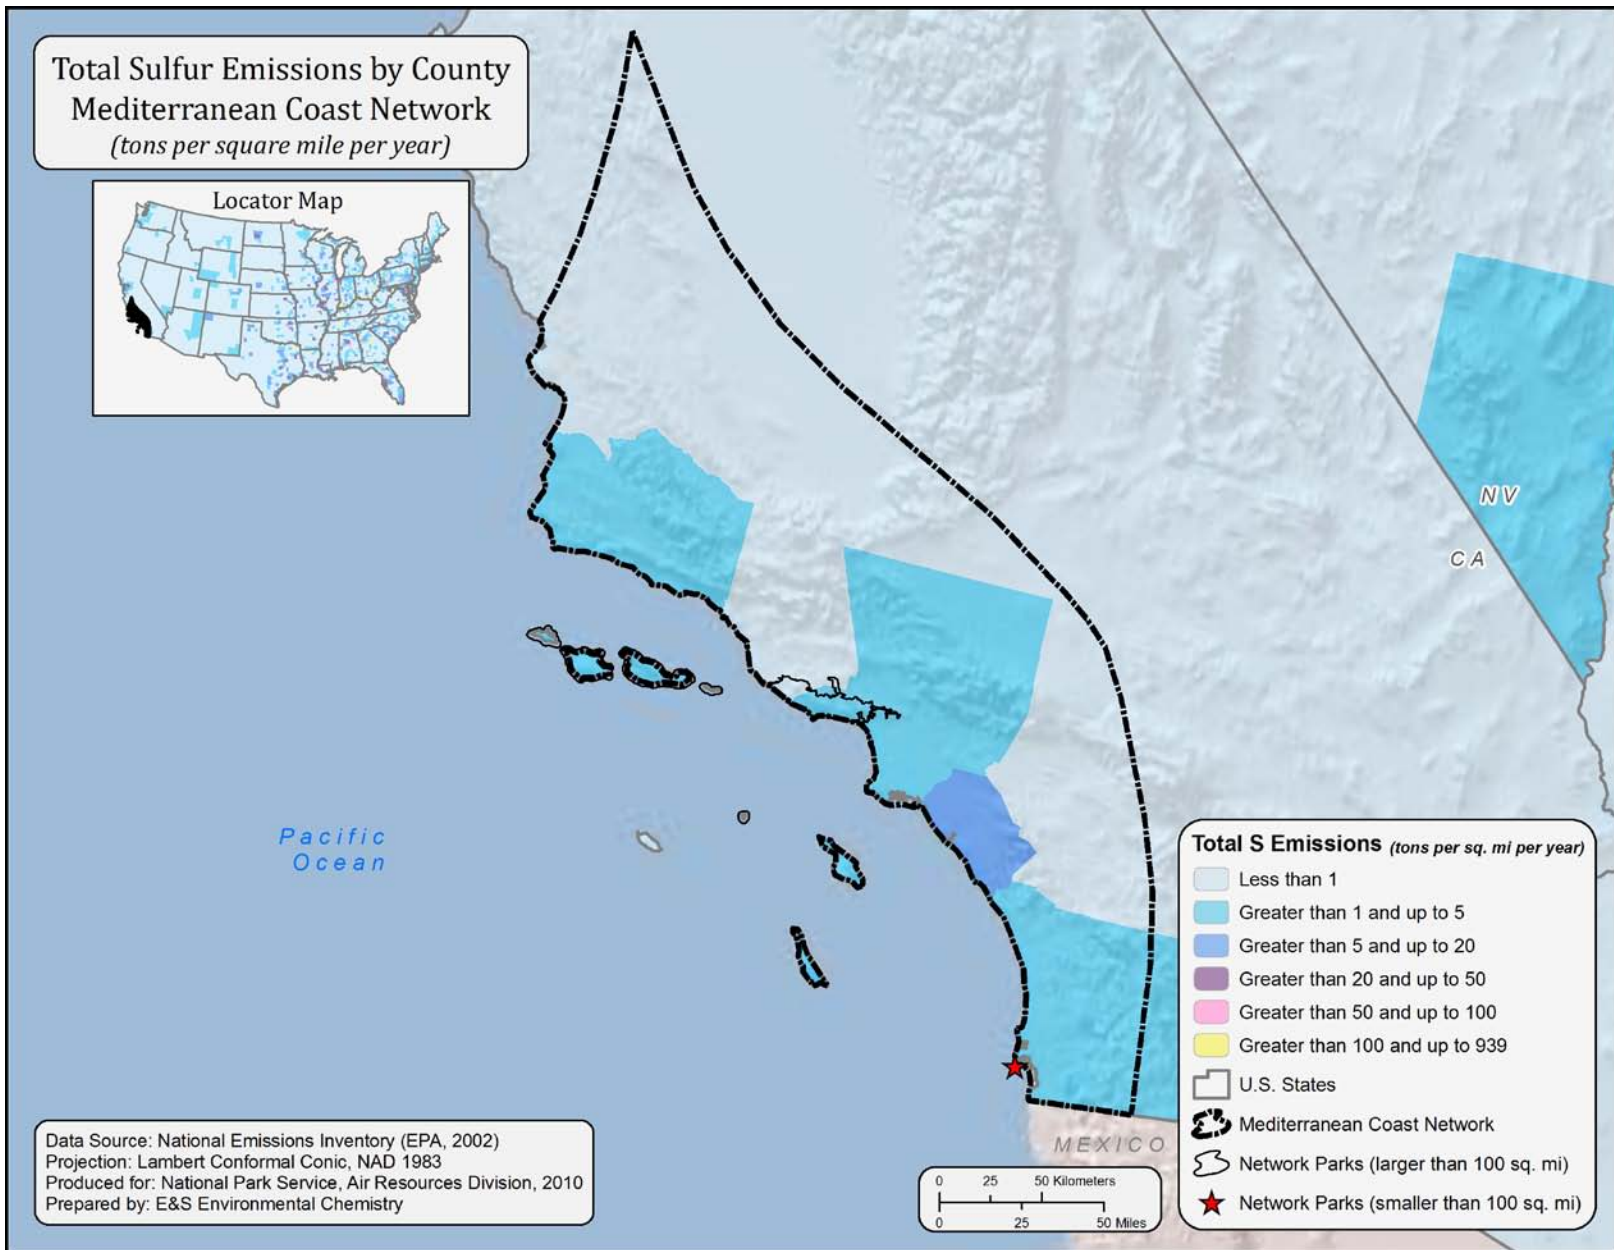 Total Sulfur Emissions by County
Mediterranean Coast Network
(tons per square mile per year)
Locator Map
NV
CA
Pacific
Ocean
MEXICO
Total S Emissions (tons per sq. mi per year)
Less than 1
Greater than 1 and up to 5
Greater than 5 and up to 20
Greater than 20 and up to 50
Greater than 50 and up to 100
Greater than 100 and up to 939
U.S. States
Mediterranean Coast Network
Network Parks (larger than 100 sq. mi)
Network Parks (smaller than 100 sq. mi)
Data Source: National Emissions Inventory (EPA, 2002)
Projection: Lambert Conformal Conic, NAD 1983
Produced for: National Park Service, Air Resources Division, 2010
Prepared by: E&S Environmental Chemistry
0 25 50 Kilometers
0 25 50 Miles